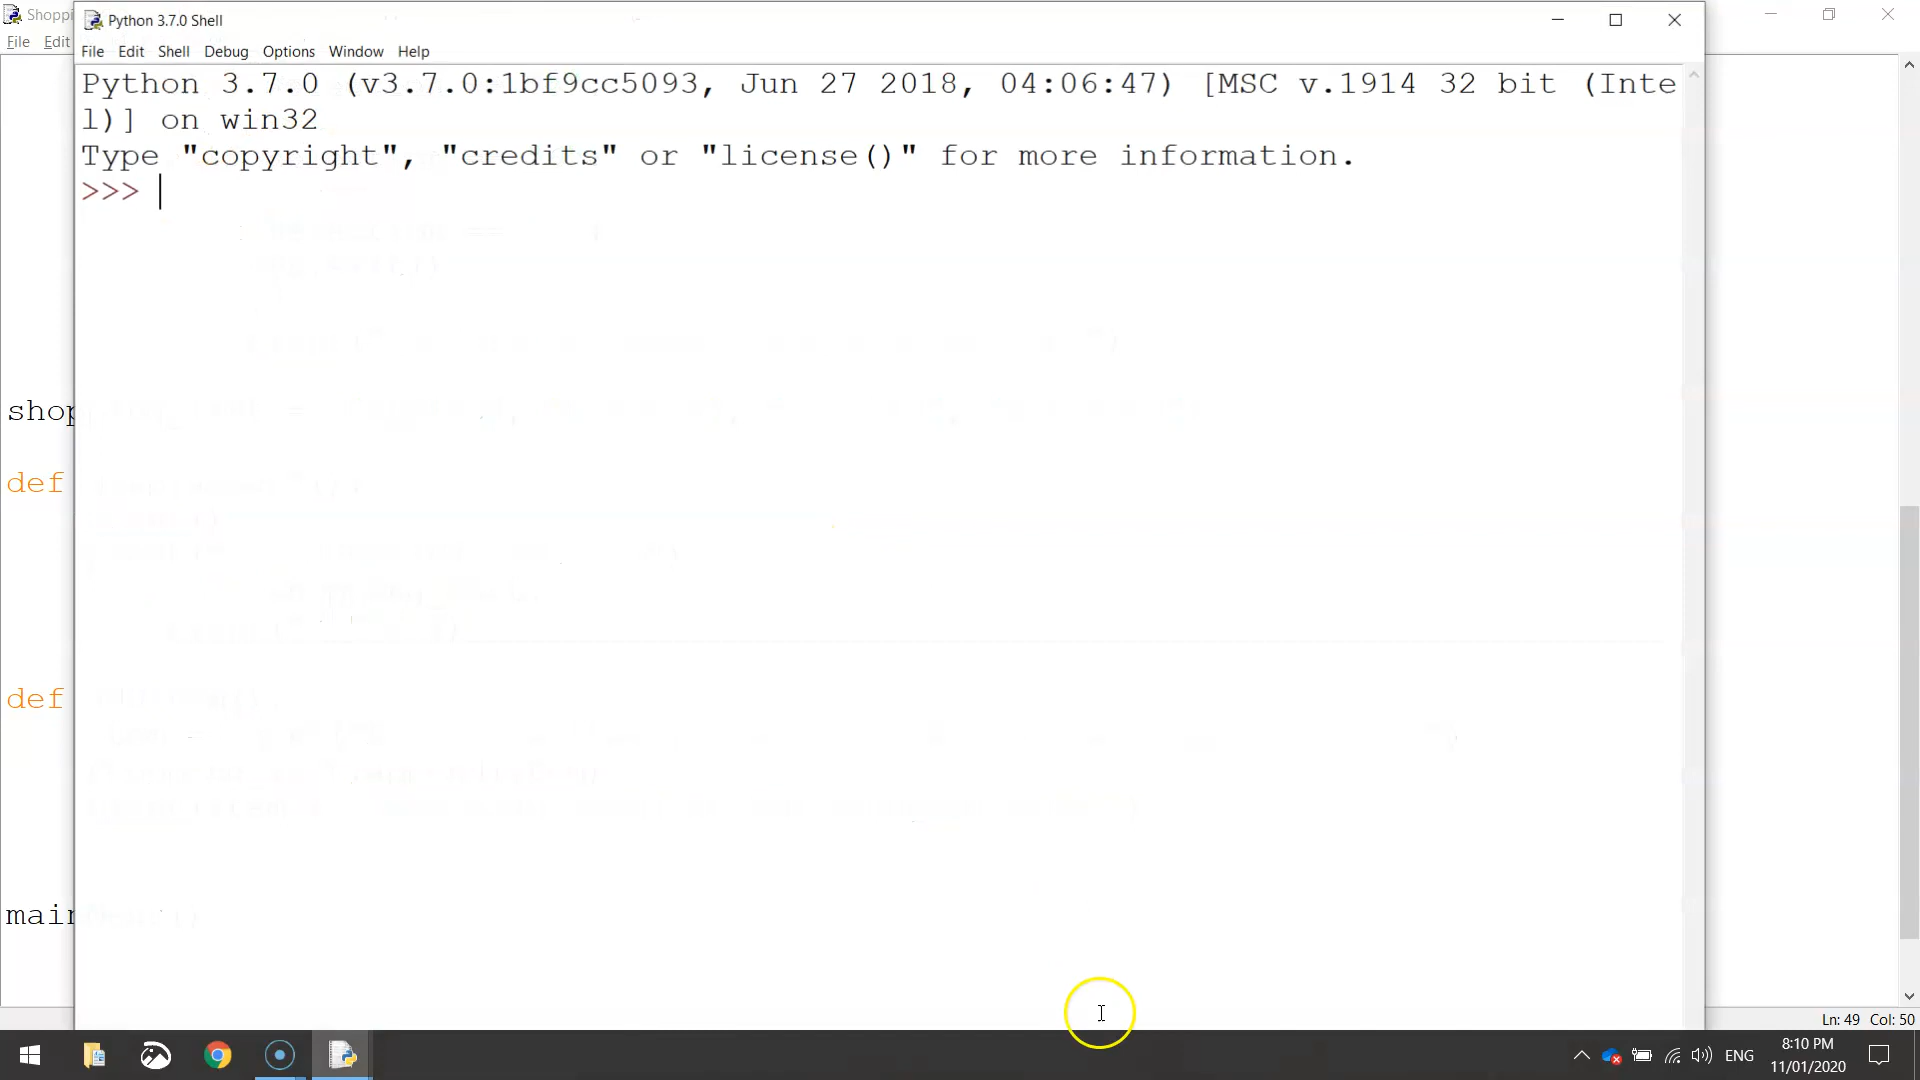 Shoppi
Python 3.7.0 Shell
File Edit
File Edit Shell Debug Options Window Help
Python 3.7.0 (v3.7.0:1bf9cc5093, Jun 27 2018, 04:06:47) [MSC v.1914 32 bit (Inte
l)] on win32
Type "copyright", "credits" or "license()" for more information.
>>>
shopp
def
def
main
Ln: 49 Col: 50
ENG
8:10 PM
11/01/2020